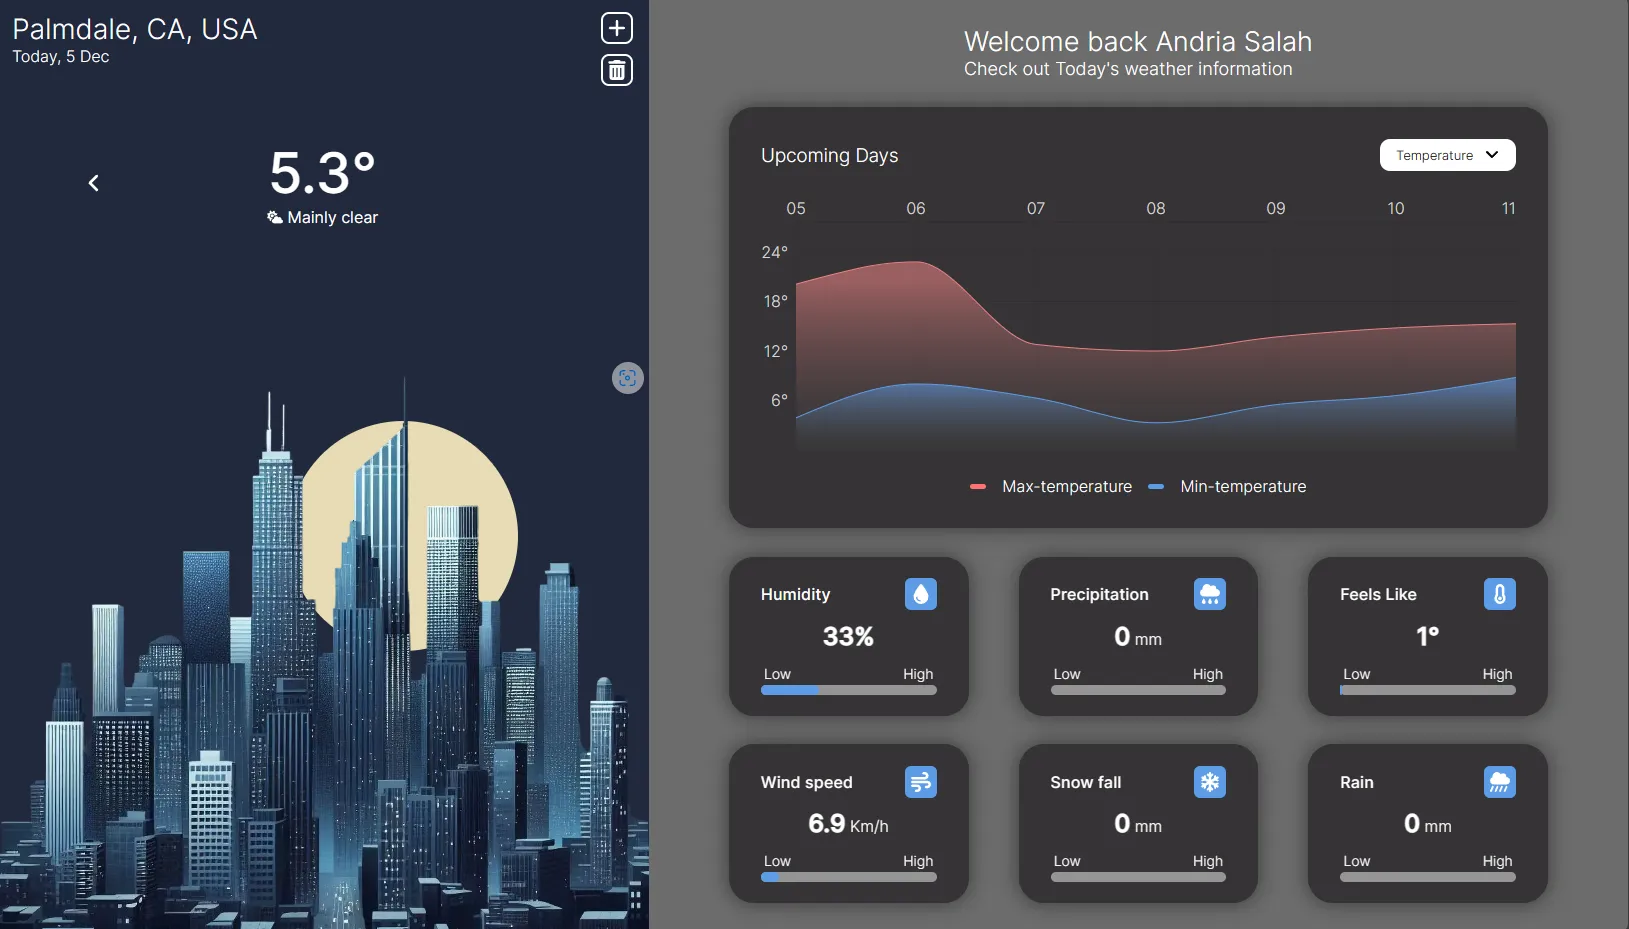 Palmdale, CA, USA
Today, 5 Dec
5.3°
Mainly clear
Welcome back Andria Salah
Check out Today's weather information
Upcoming Days
Temperature
05 06 07 08 09 10 11
24°
18°
12°
6°
Max-temperature Min-temperature
Humidity
33%
Low High
Precipitation
0 mm
Low High
Feels Like
1°
Low High
Wind speed
6.9 Km/h
Low High
Snow fall
0 mm
Low High
Rain
0 mm
Low High